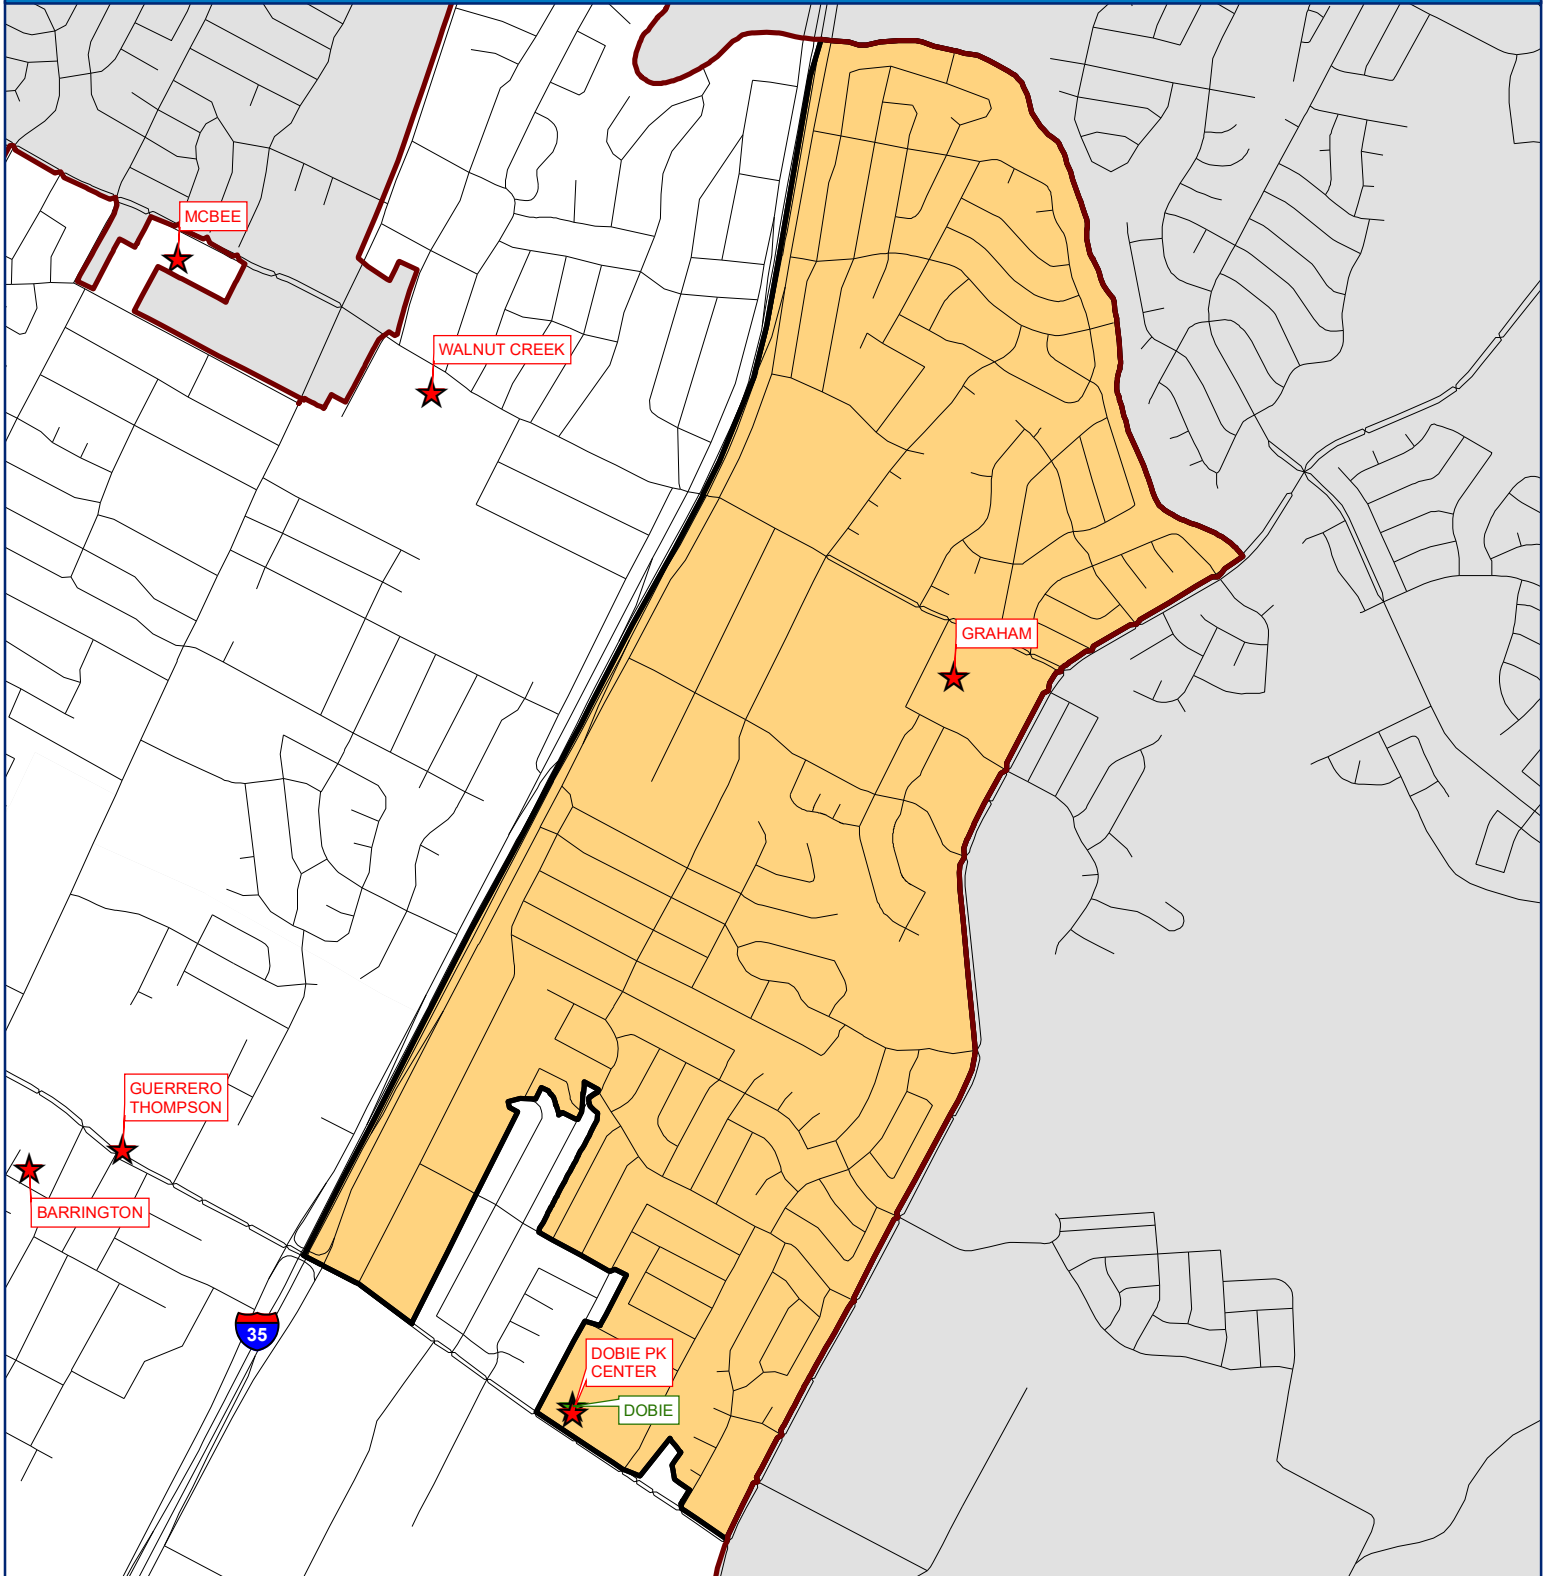 MCBEE
WALNUT CREEK
GRAHAM
GUERRERO
THOMPSON
BARRINGTON
35
DOBIE PK
CENTER
DOBIE